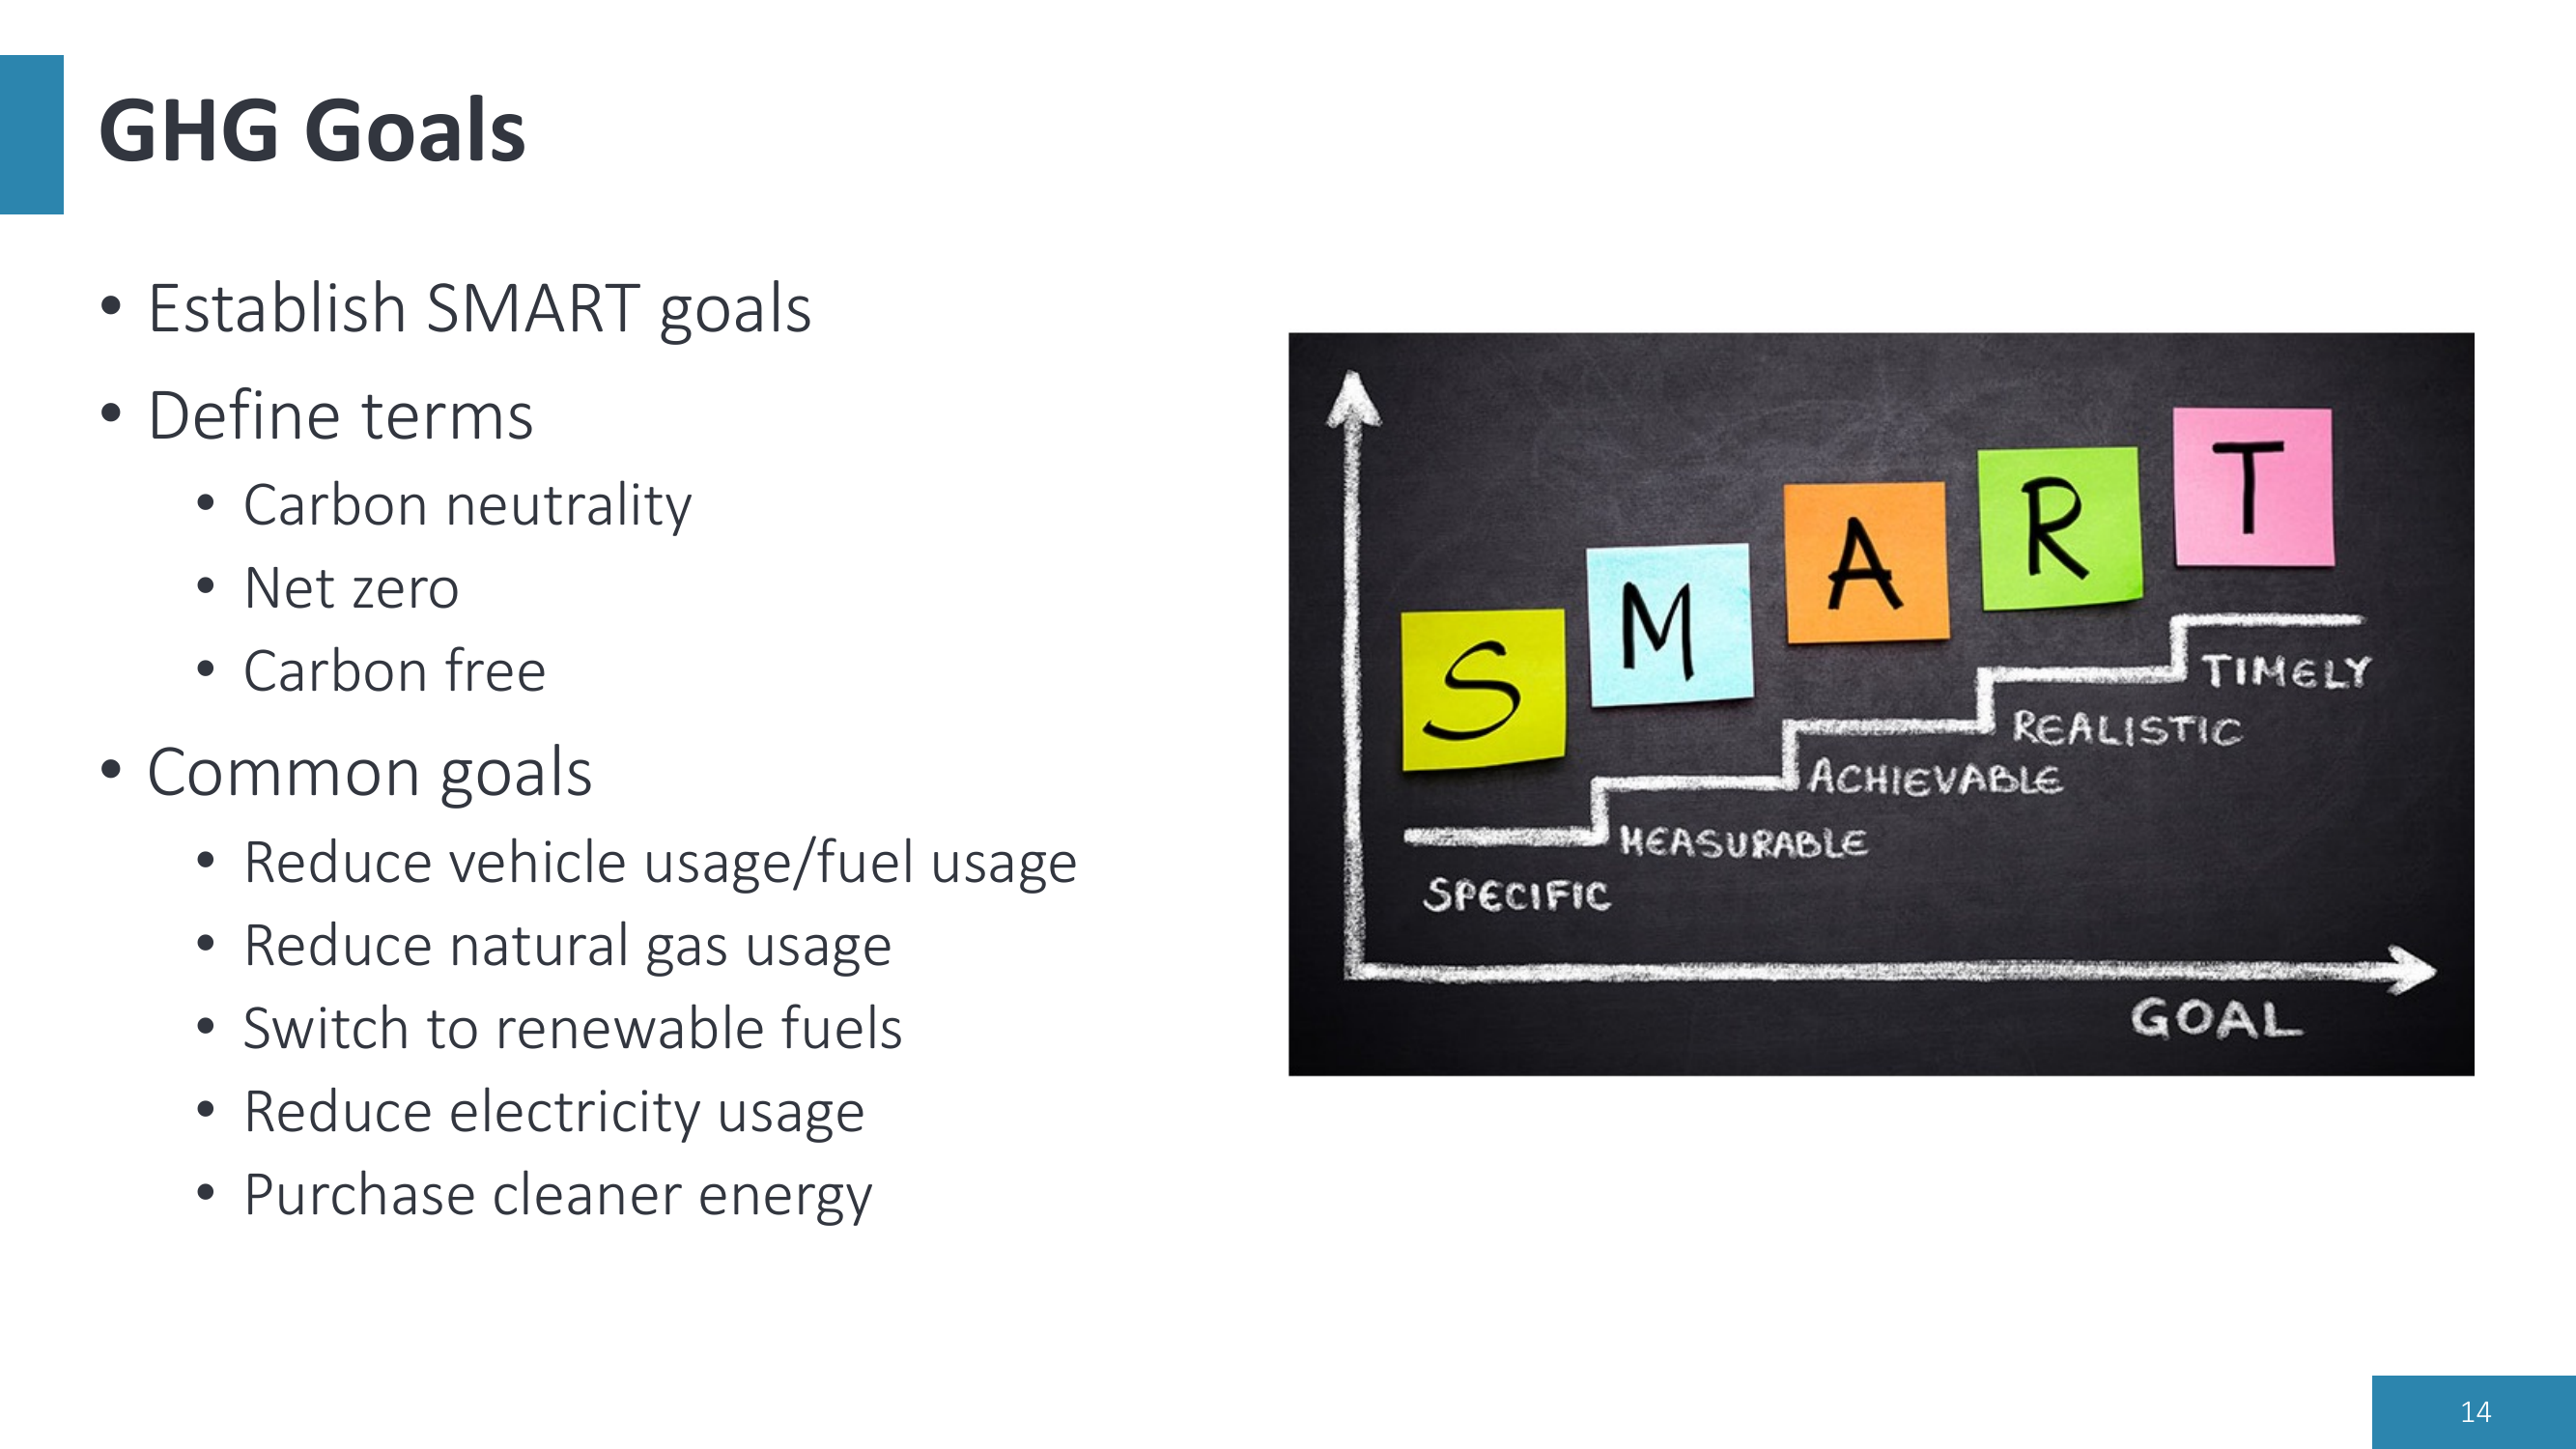 GHG Goals
• Establish SMART goals
• Define terms
• Carbon neutrality
• Net zero
• Carbon free
• Common goals
• Reduce vehicle usage/fuel usage
• Reduce natural gas usage
• Switch to renewable fuels
• Reduce electricity usage
• Purchase cleaner energy
S
M
A
R
T
SPECIFIC
MEASURABLE
ACHIEVABLE
REALISTIC
TIMELY
GOAL
14